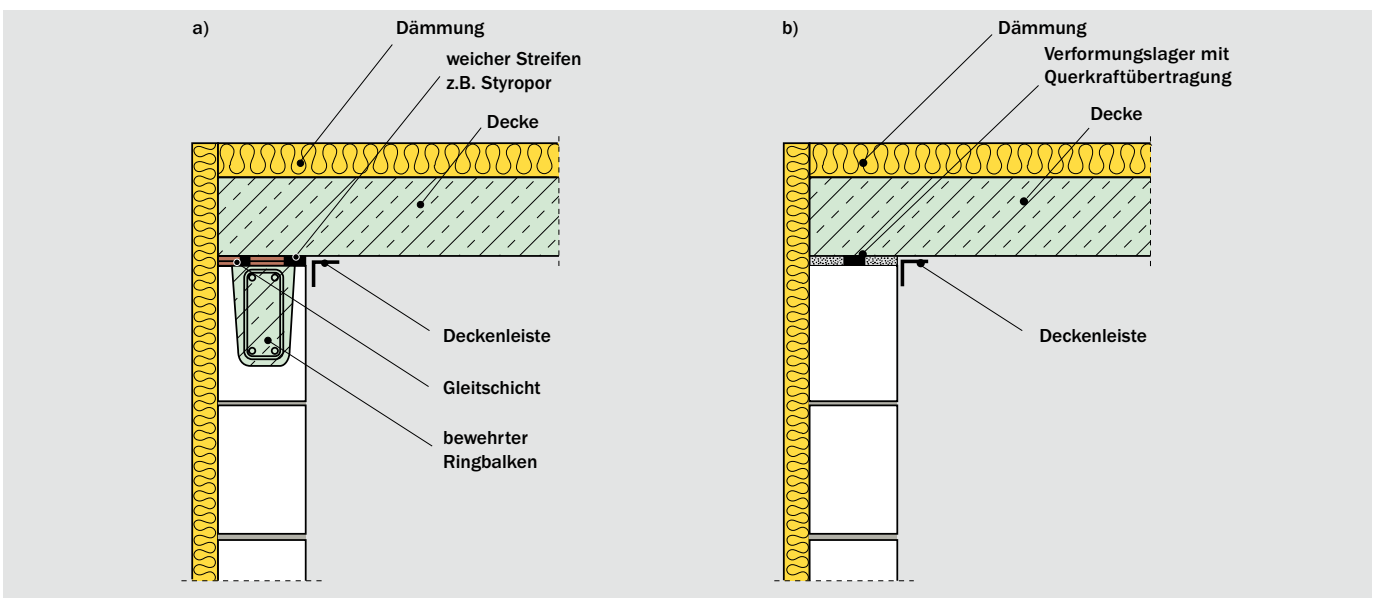 a)
Dämmung
weicher Streifen
z.B. Styropor
Decke
Deckenleiste
Gleitschicht
bewehrter
Ringbalken
b)
Dämmung
Verformungslager mit
Querkraftübertragung
Decke
Deckenleiste